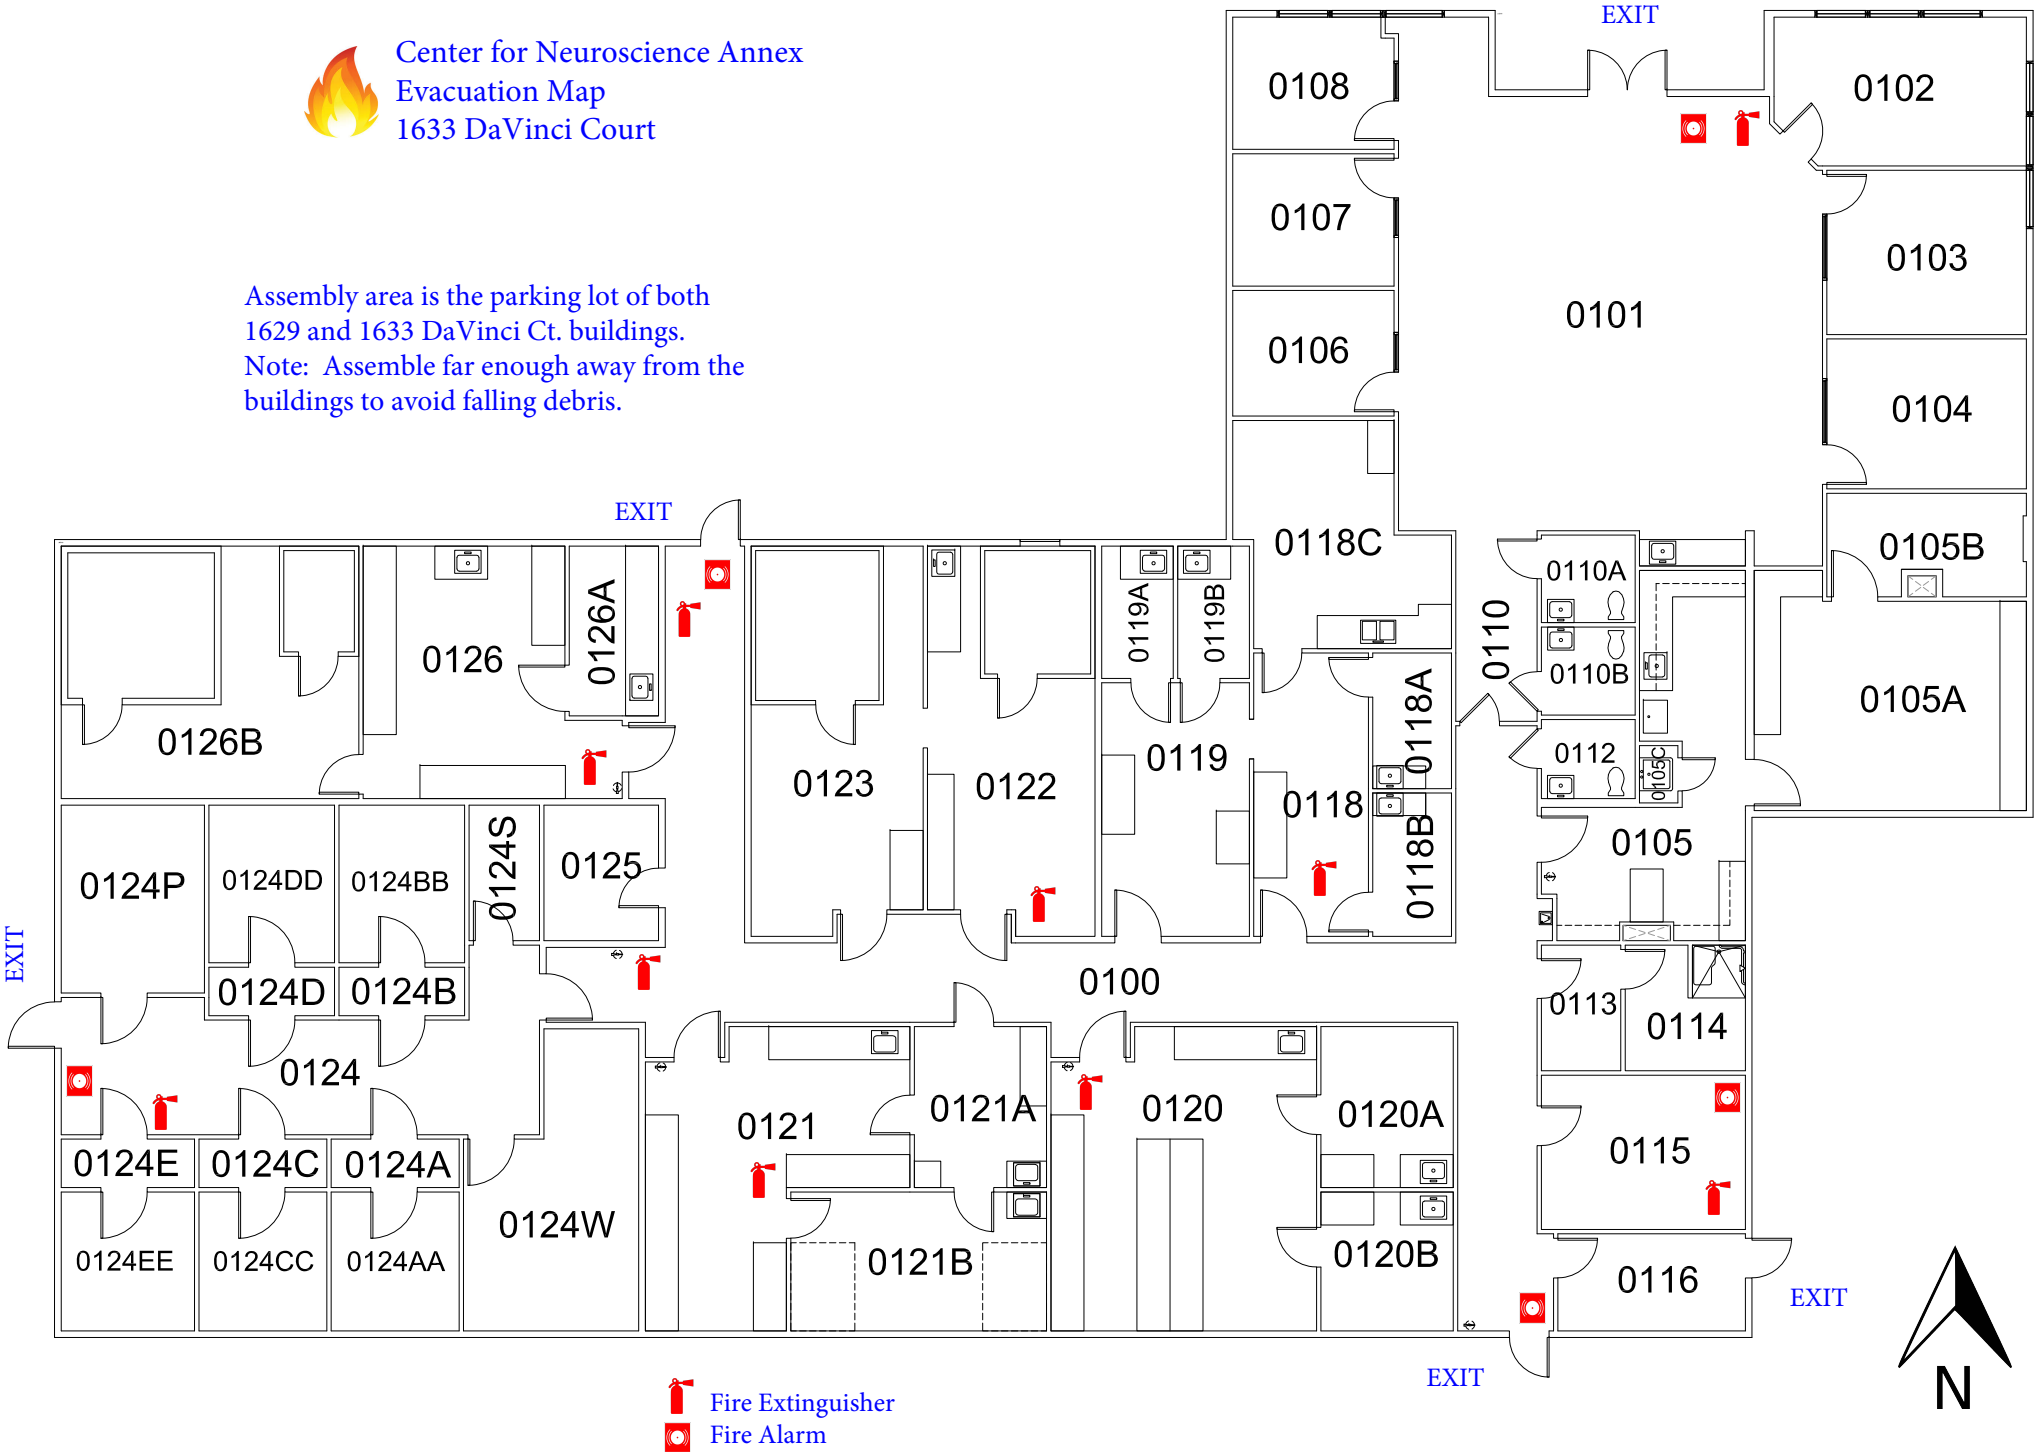 EXIT
Center for Neuroscience Annex
Evacuation Map
1633 DaVinci Court
0108
0102
0107
0103
Assembly area is the parking lot of both
1629 and 1633 DaVinci Ct. buildings.
Note: Assemble far enough away from the
buildings to avoid falling debris.
0101
0106
0104
EXIT
0118C
0105B
0110A
0126A
0119A
0119B
0110
0126
0110B
0105A
0118A
0126B
0119
0112
0105C
0123
0122
0118
0105
0118B
0124S
0125
0124P
0124DD
0124BB
EXIT
0124D
0124B
0100
0113
0114
0124
0121
0121A
0120
0120A
0115
0124E
0124C
0124A
0124W
0124EE
0124CC
0124AA
0121B
0120B
0116
EXIT
EXIT
N
Fire Extinguisher
Fire Alarm